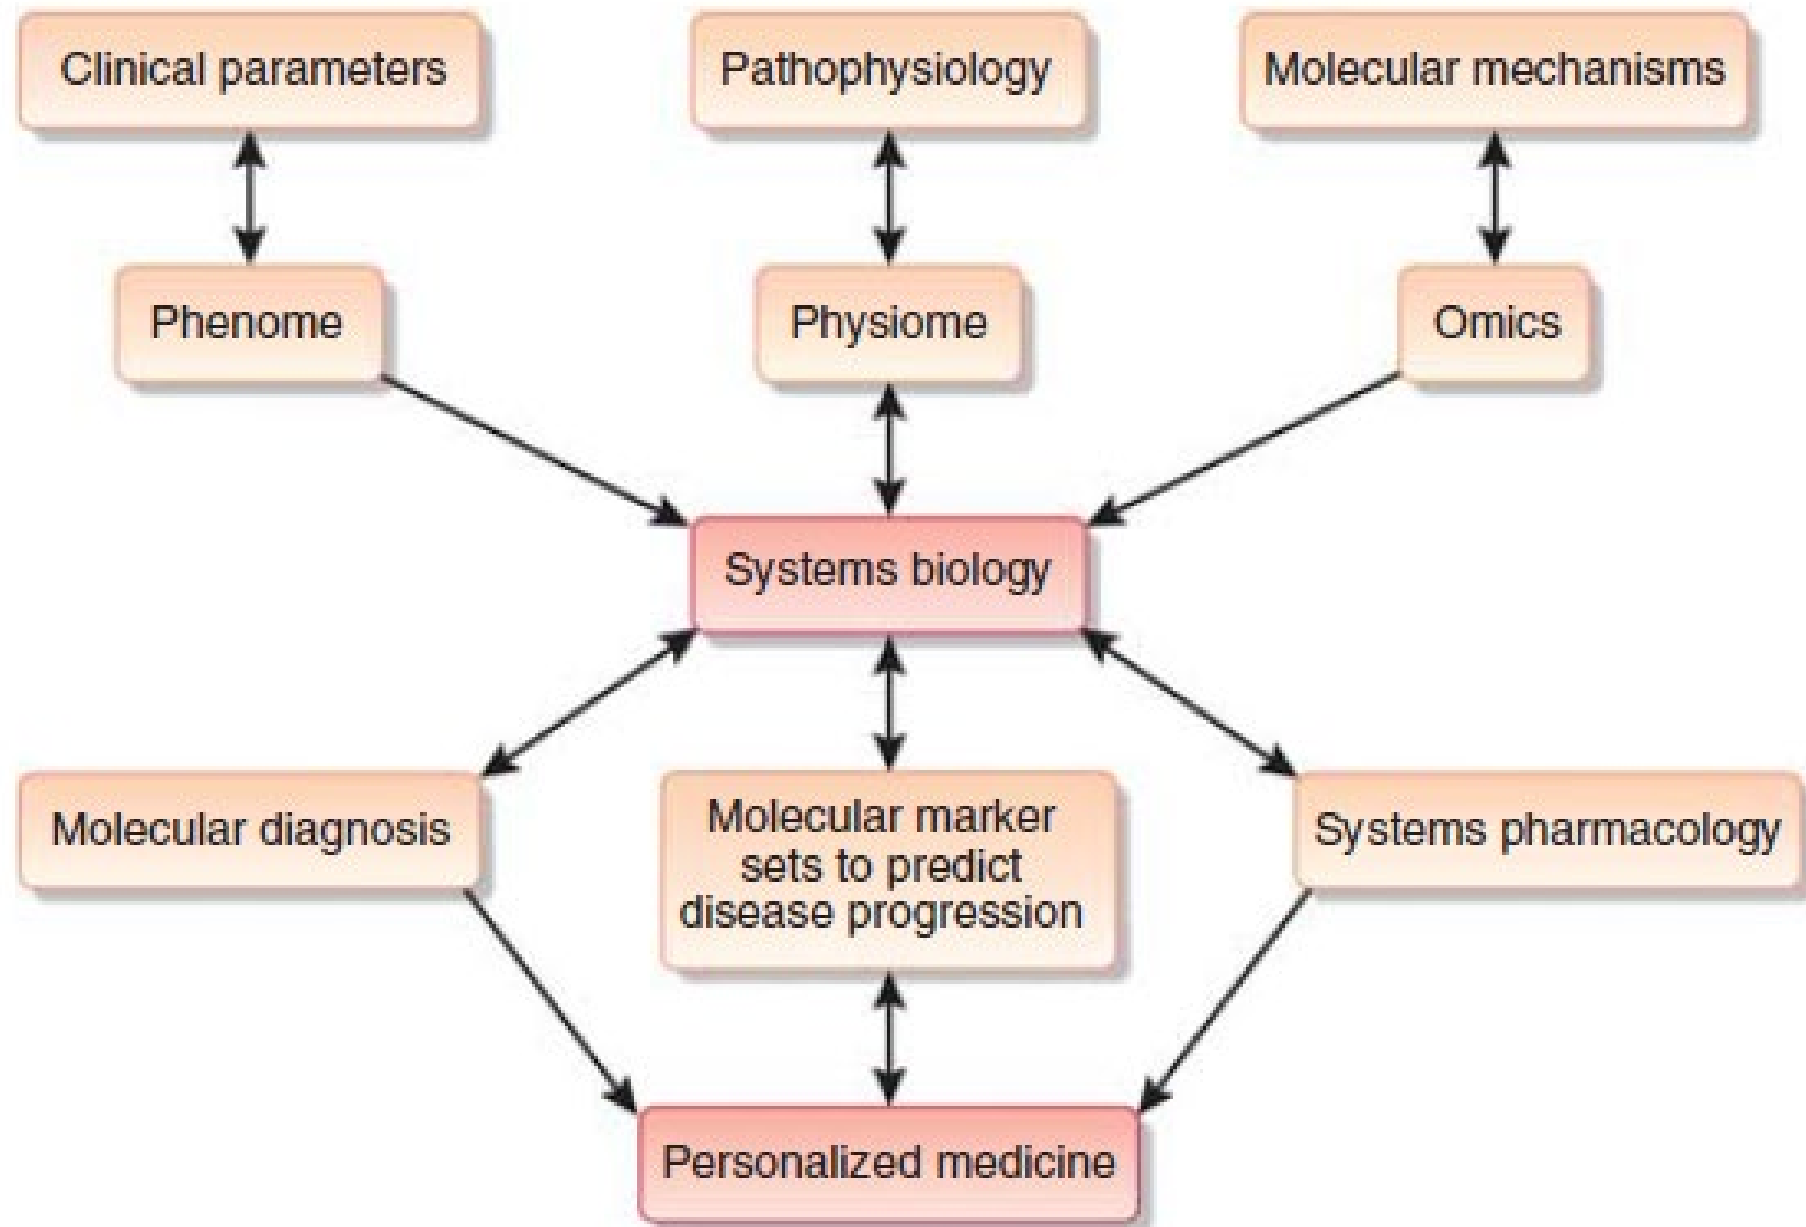 Clinical parameters
Pathophysiology
Molecular mechanisms
Phenome
Physiome
Omics
Systems biology
Molecular diagnosis
Molecular marker
sets to predict
disease progression
Systems pharmacology
Personalized medicine